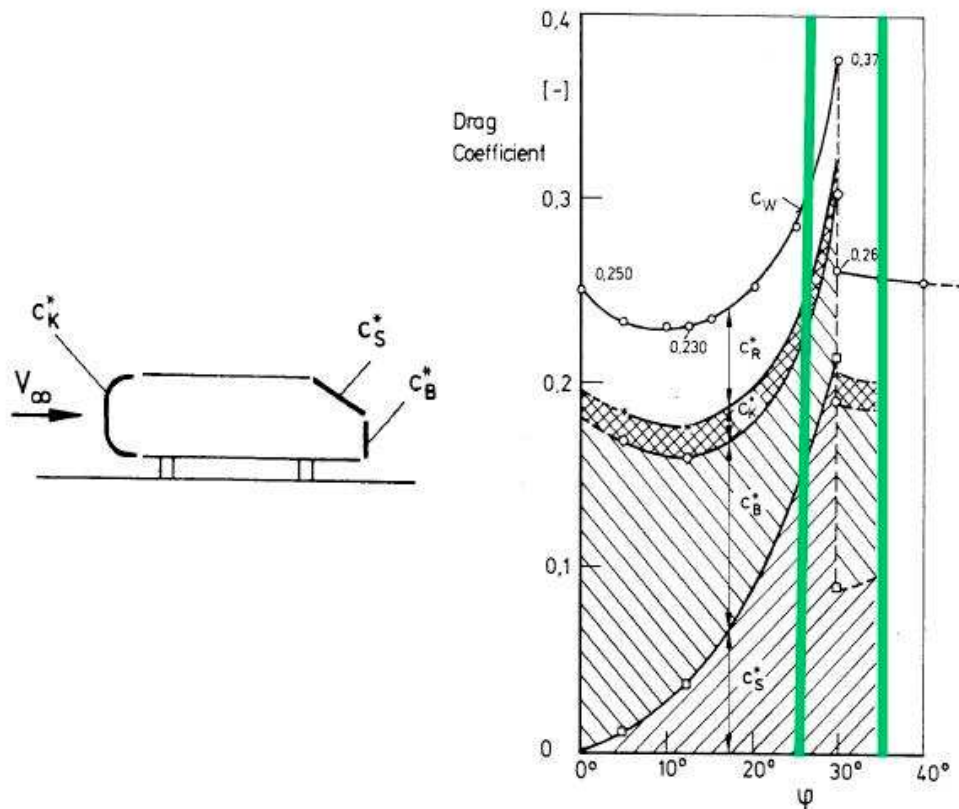 c*K
V∞
c*S
c*B
Drag
Coefficient
[-]
0,4
0,3
0,2
0,1
0
0,37
cW
0,250
0,26
0,230
c*R
c*K
c*B
c*S
0° 10° 20° 30° 40°
φ